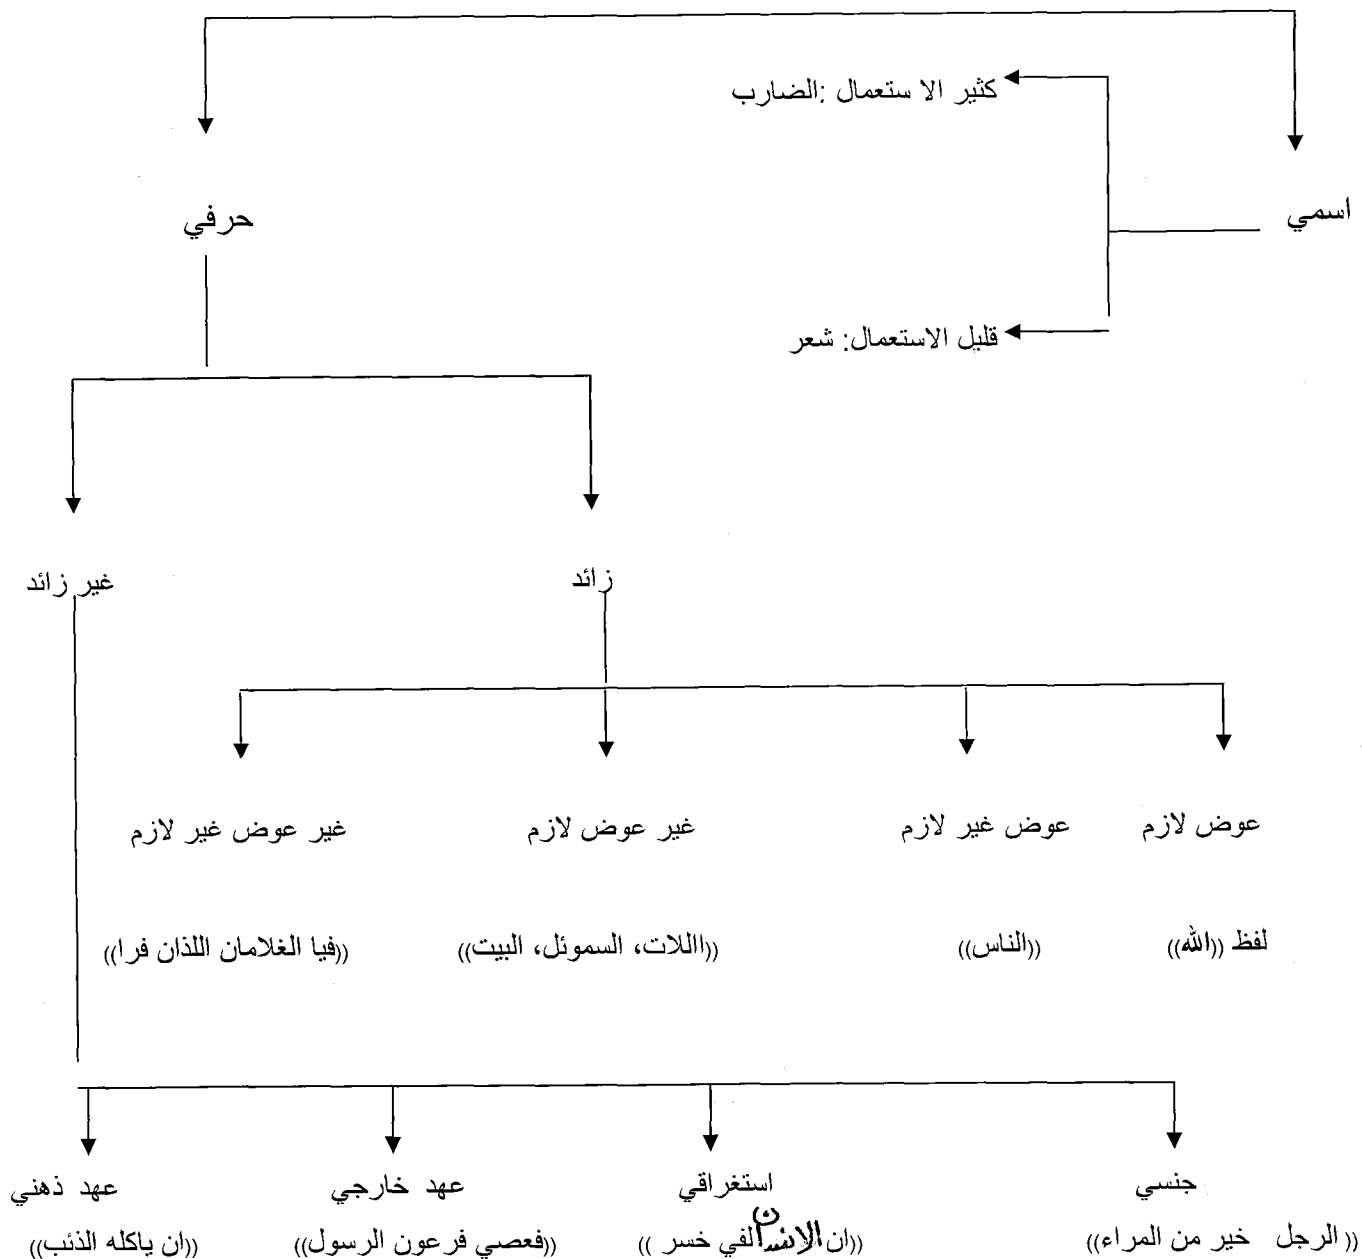 كثير الا ستعمال :الضارب
اسمي
حرفي
قليل الاستعمال: شعر
زائد
غير زائد
عوض لازم
عوض غير لازم
غير عوض لازم
غير عوض غير لازم
لفظ ((الله))
((الناس))
((االلات، السموئل، البيت))
((فيا الغلامان اللذان فرا))
جنسي
استغراقي
عهد خارجي
عهد ذهني
(( الرجل خير من المراء))
((ان الانسان لفي خسر ))
((فعصي فرعون الرسول))
((ان ياكله الذئب))